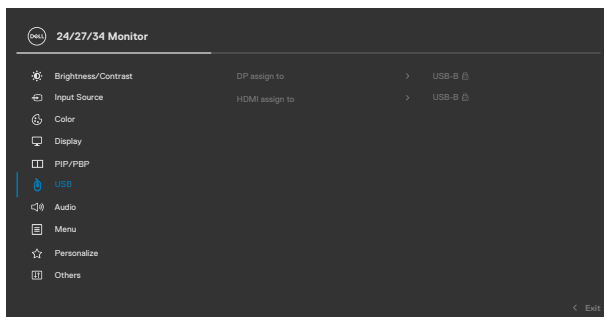 DELL
24/27/34 Monitor
Brightness/Contrast
DP assign to > USB-B
Input Source
HDMI assign to > USB-B
Color
Display
PIP/PBP
USB
Audio
Menu
Personalize
Others
< Exit